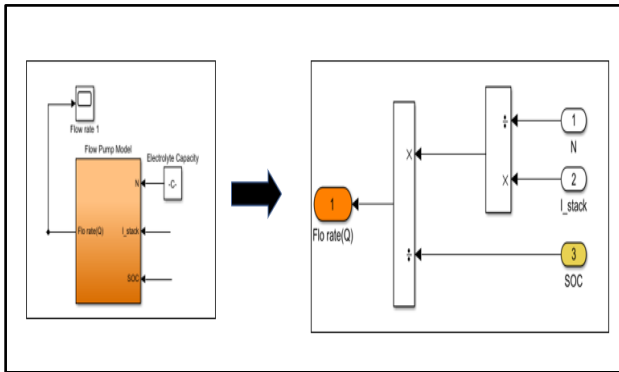 Flow rate 1
Flow Pump Model
Electrolyte Capacity
N
-C-
Flo rate(Q)
I_stack
SOC
÷
X
1
N
X
2
I_stack
1
Flo rate(Q)
÷
3
SOC